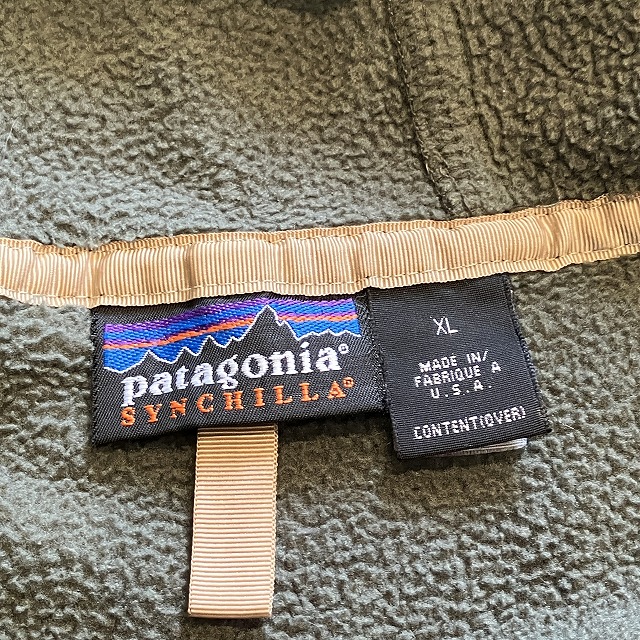 patagonia®
SYNCHILLA®
XL
MADE IN/
FABRIQUE A
U.S.A.
CONTENT(OVER)